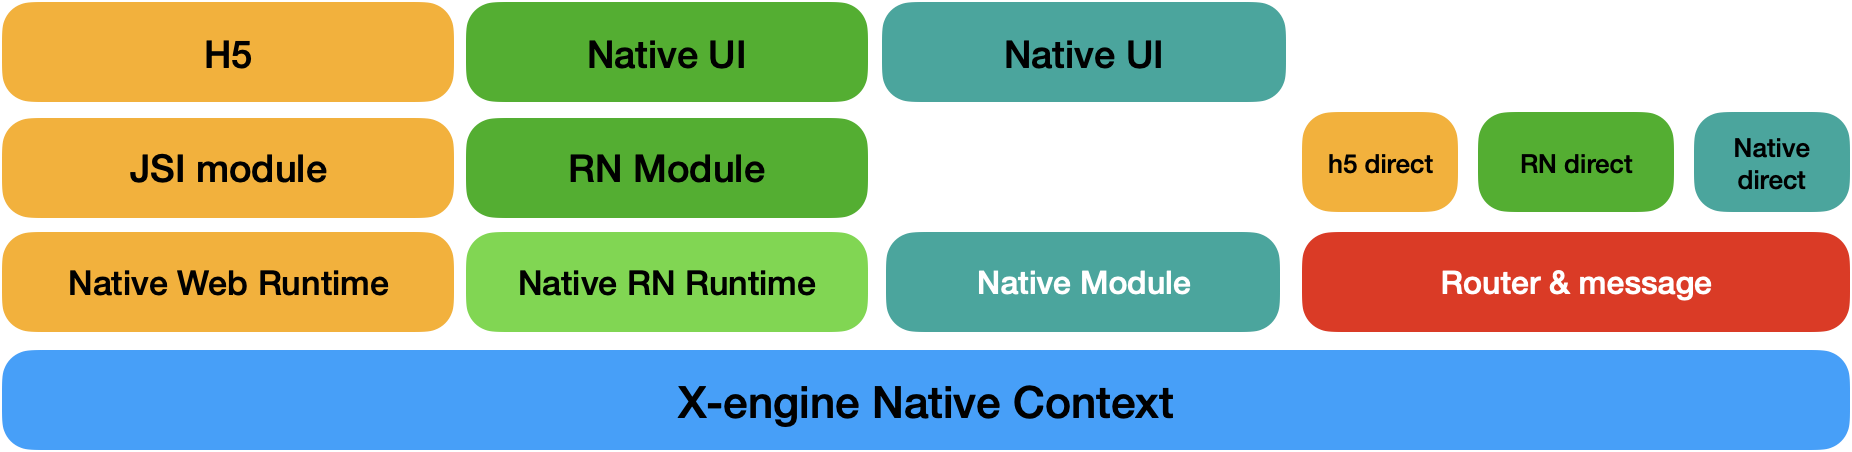 H5
Native UI
Native UI
JSI module
RN Module
h5 direct
RN direct
Native
direct
Native Web Runtime
Native RN Runtime
Native Module
Router & message
X-engine Native Context